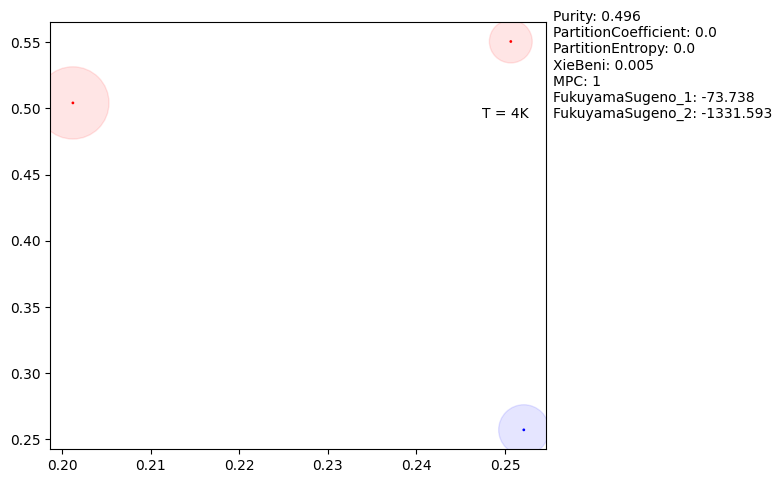 Purity: 0.496
PartitionCoefficient: 0.0
PartitionEntropy: 0.0
XieBeni: 0.005
MPC: 1
FukuyamaSugeno_1: -73.738
FukuyamaSugeno_2: -1331.593
T = 4K
0.55
0.50
0.45
0.40
0.35
0.30
0.25
0.20 0.21 0.22 0.23 0.24 0.25